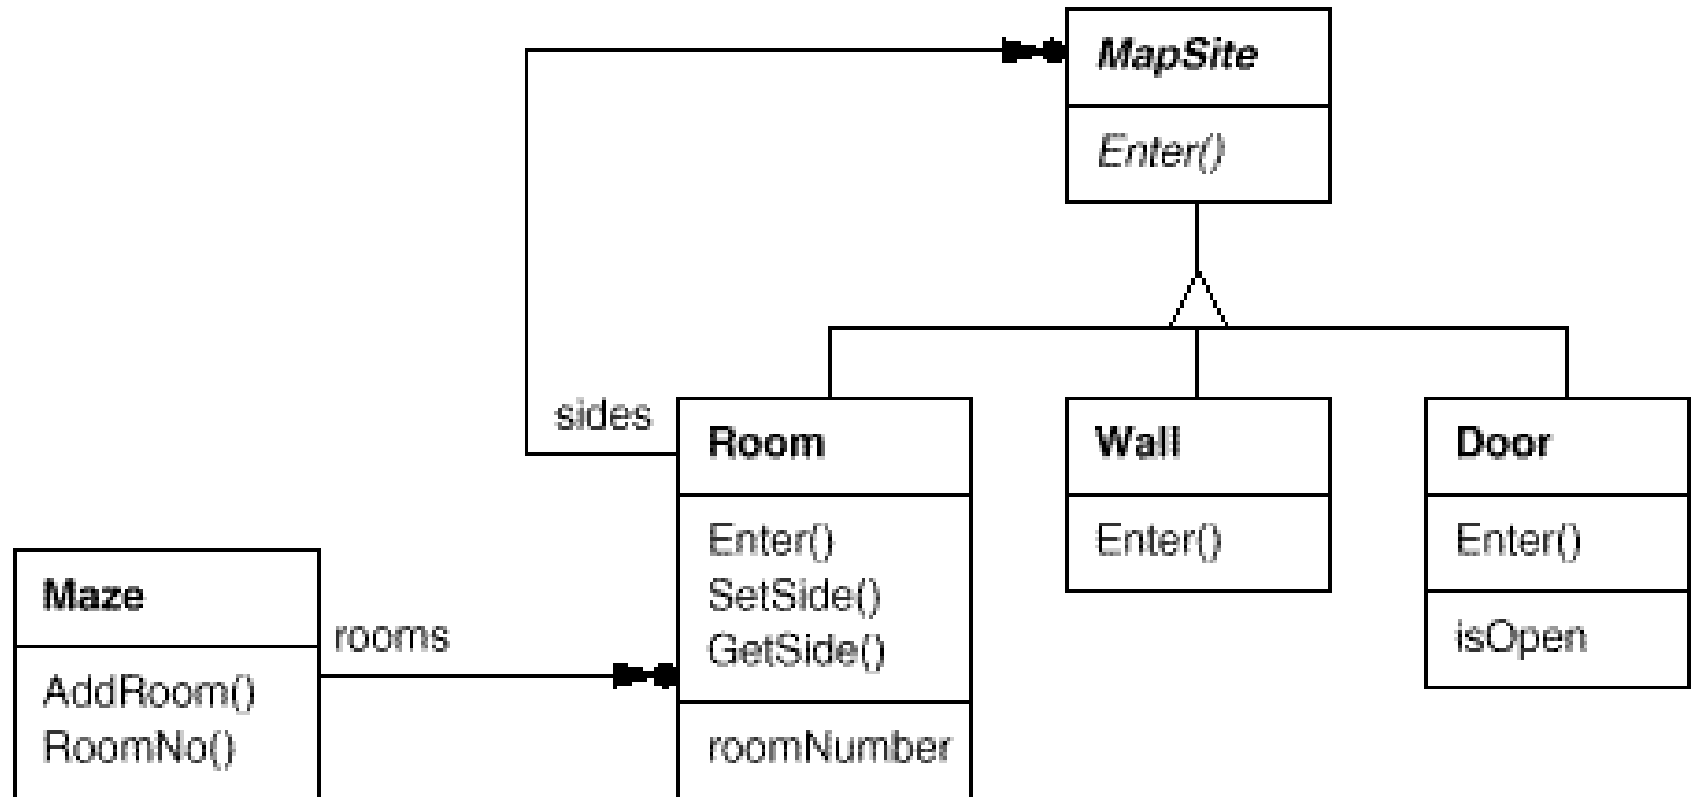 MapSite
Enter()
sides
Room
Enter()
SetSide()
GetSide()
roomNumber
Wall
Enter()
Door
Enter()
isOpen
Maze
AddRoom()
RoomNo()
rooms